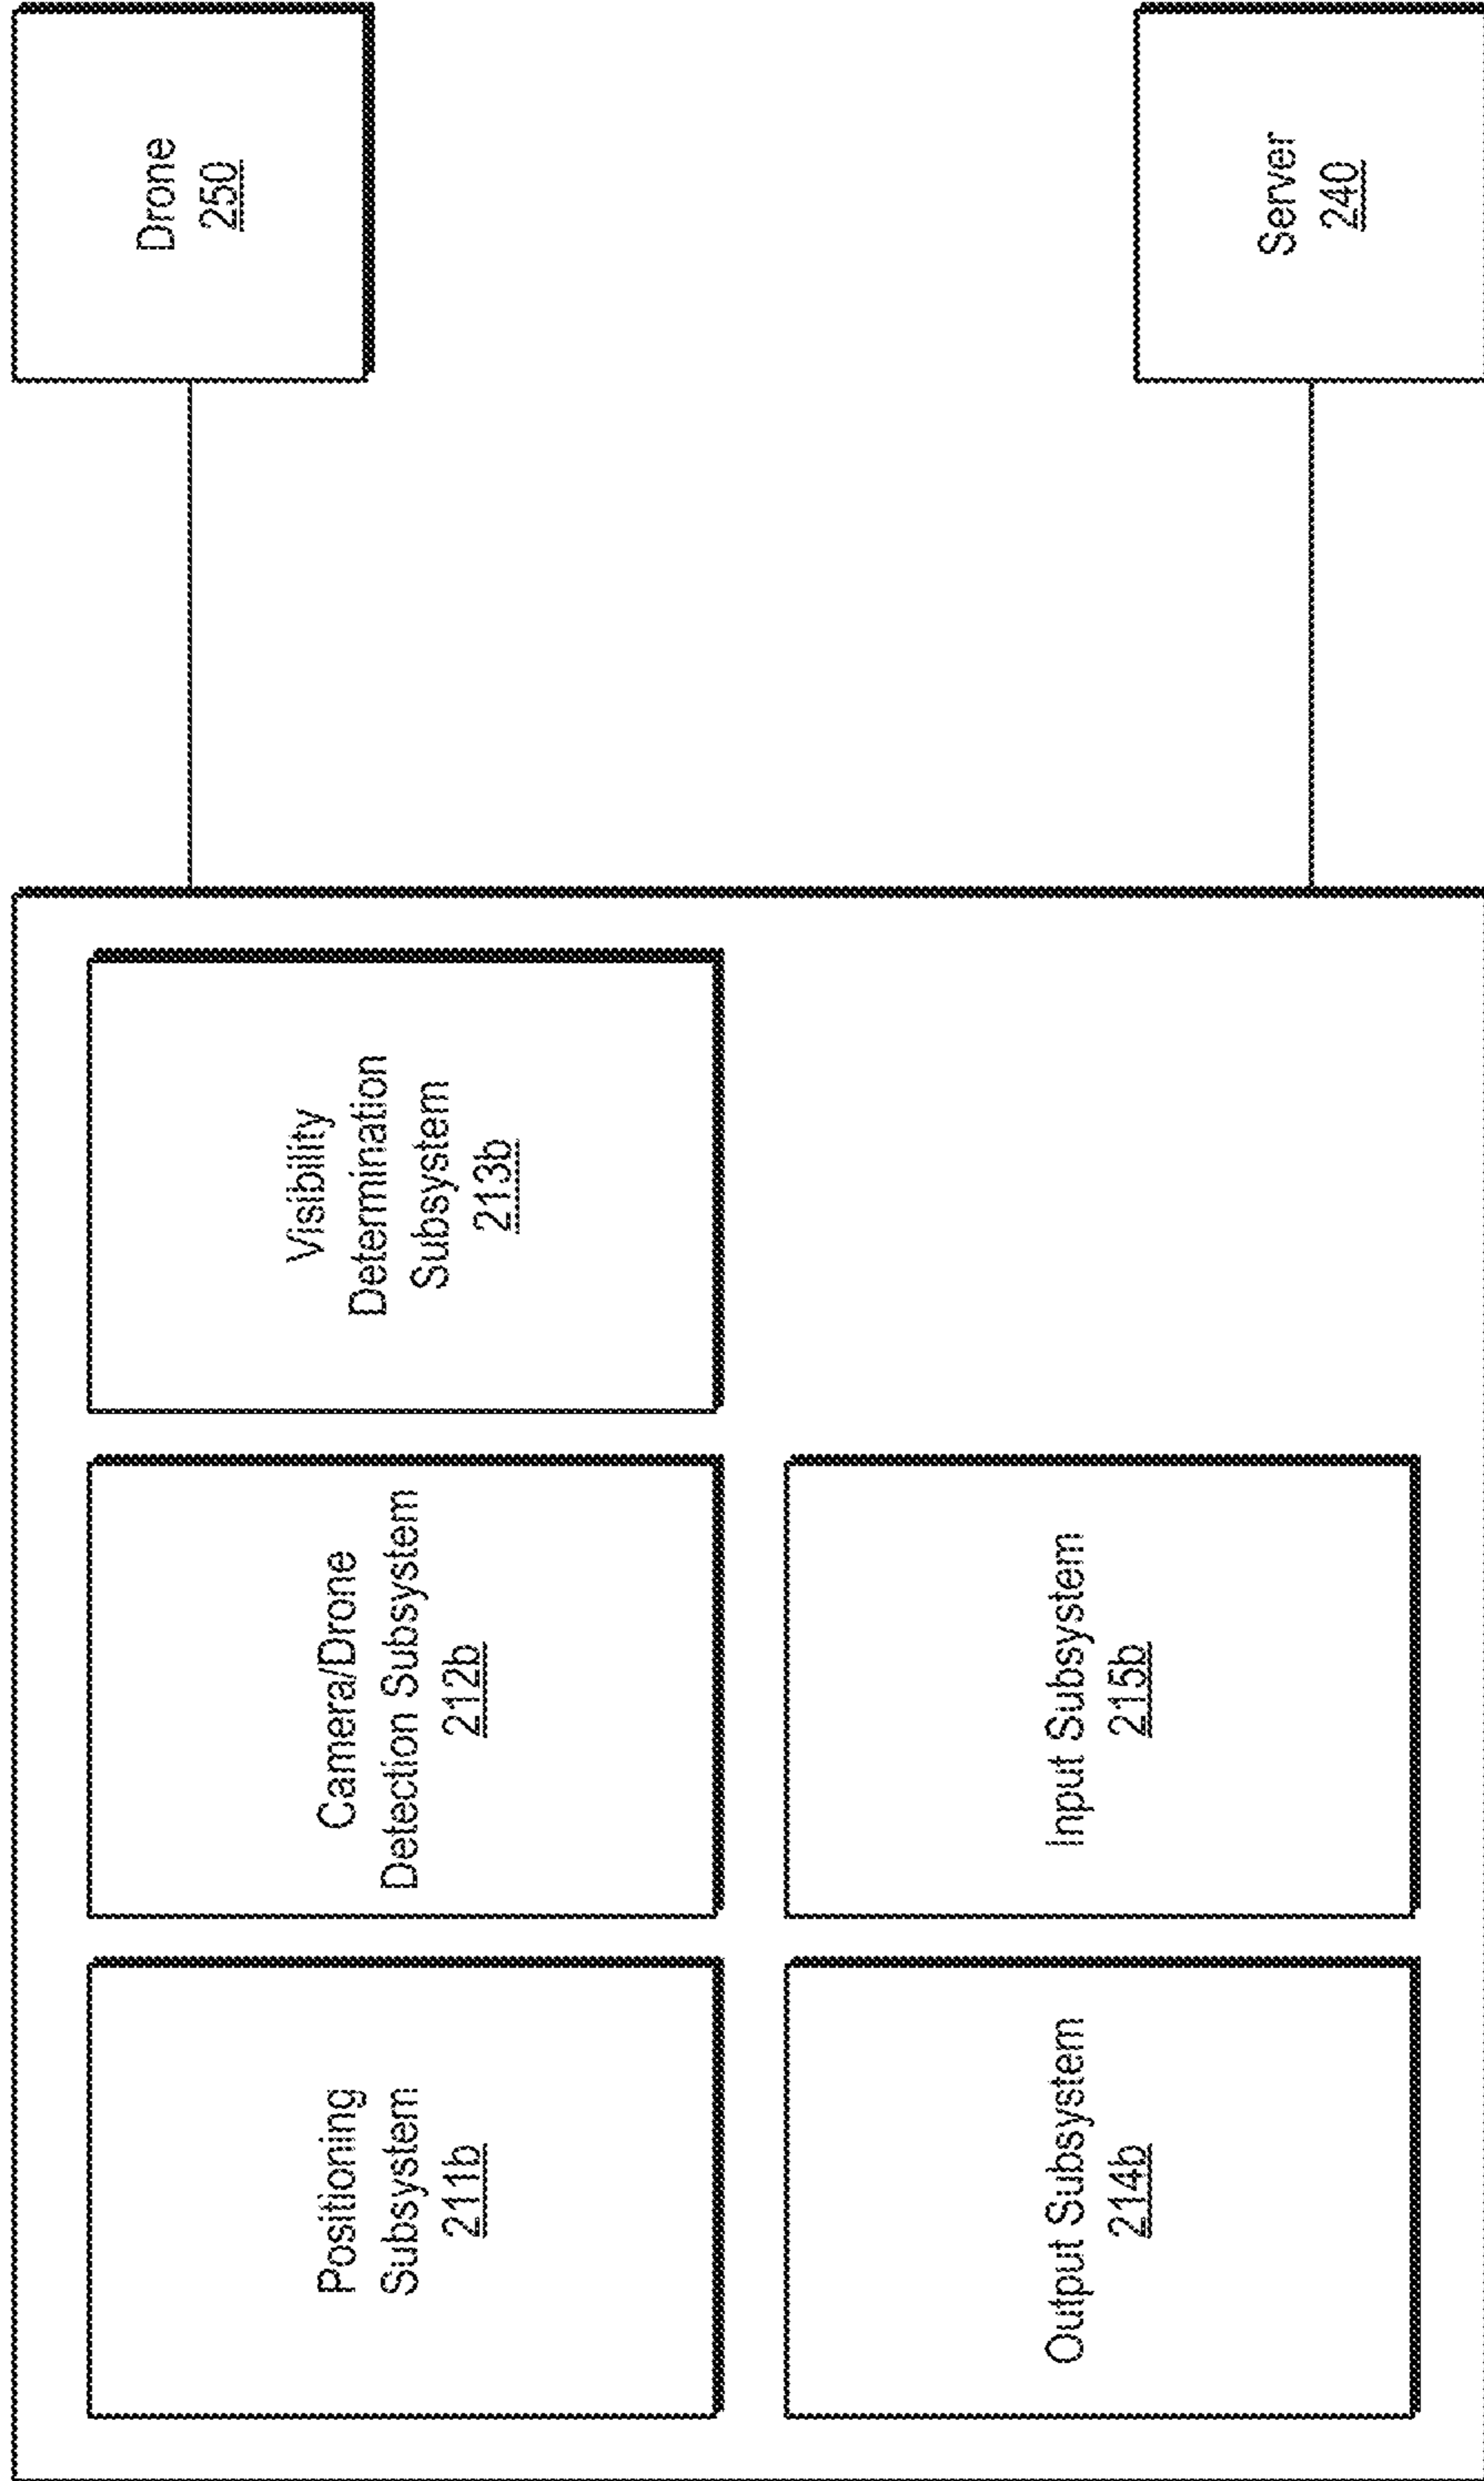 Positioning
Subsystem
211b
Camera/Drone
Detection Subsystem
212b
Visibility
Determination
Subsystem
213b
Drone
250
Output Subsystem
214b
Input Subsystem
215b
Server
240